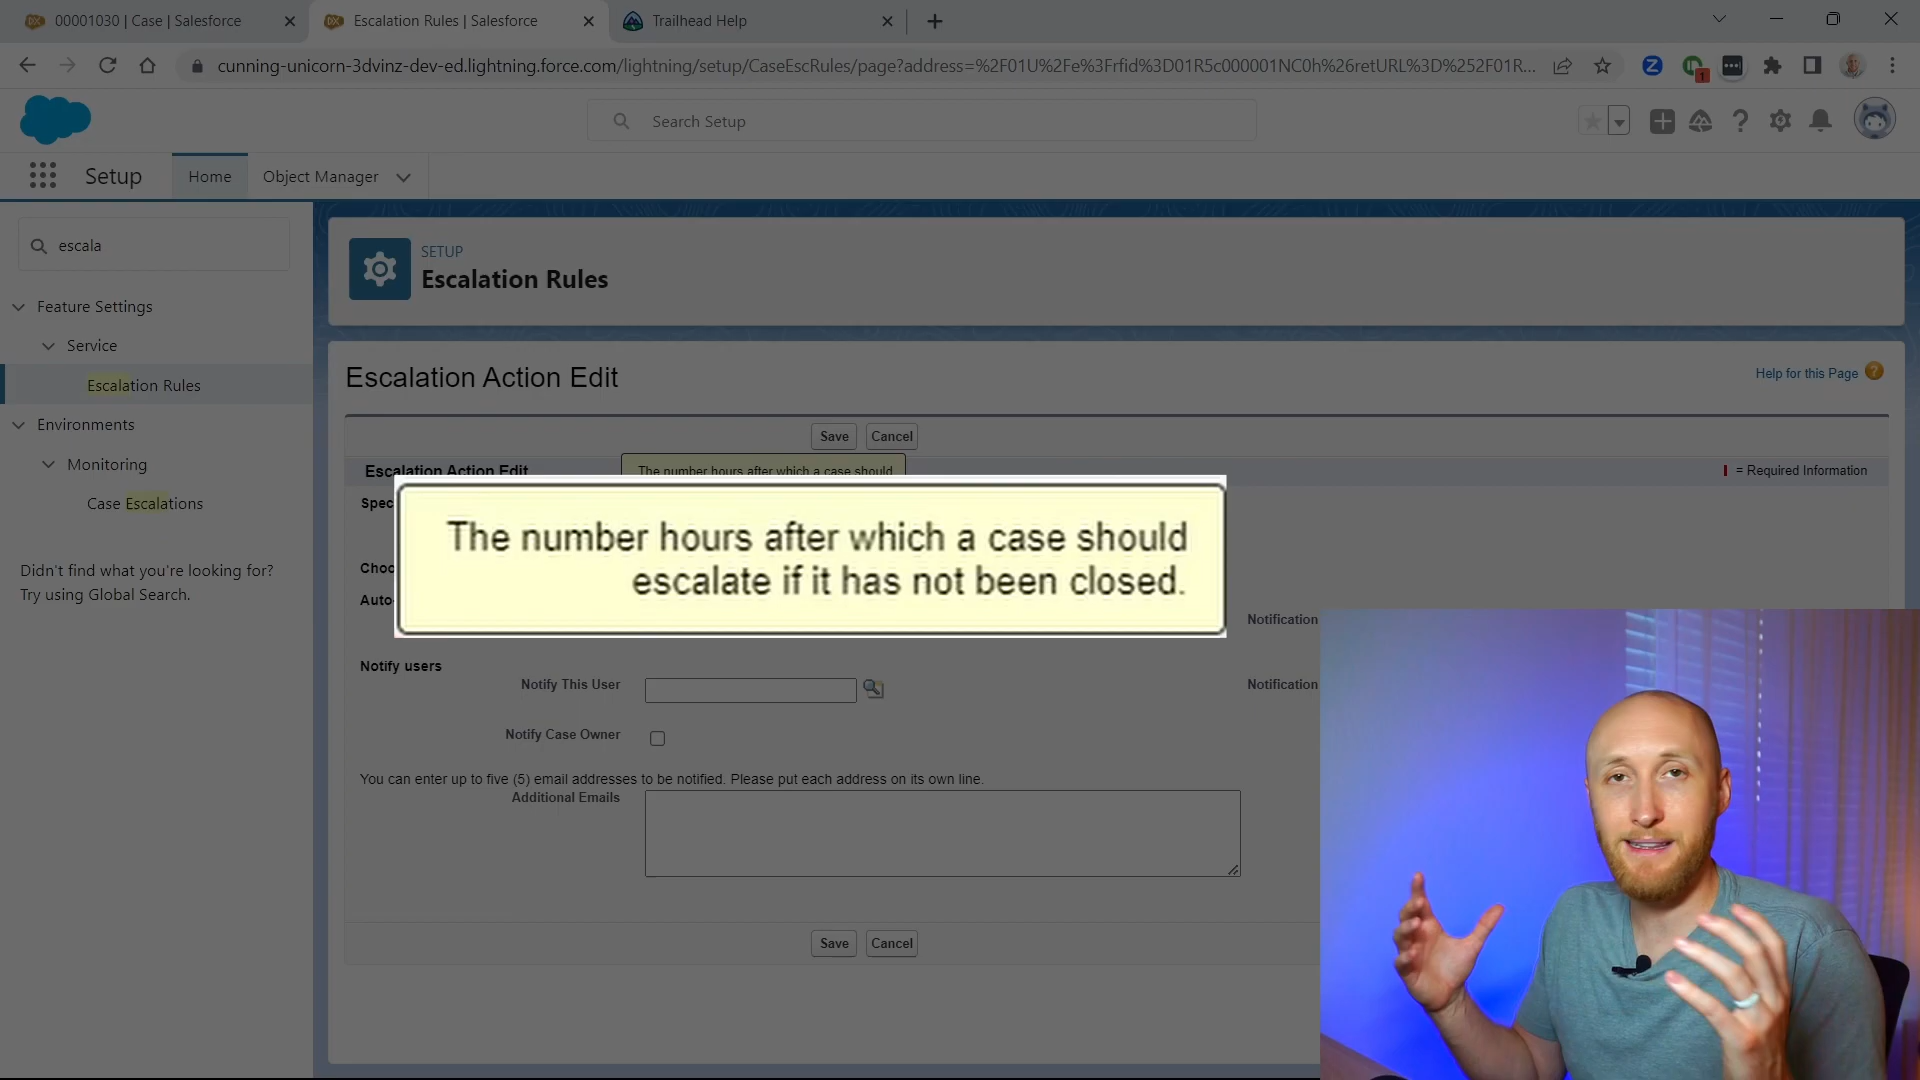 00001030 | Case | Salesforce
Escalation Rules | Salesforce
Trailhead Help
cunning-unicorn-3dvinz-dev-ed.lightning.force.com/lightning/setup/CaseEscRules/page?address=%2F01U%2Fe%3Frfid%3D01R5c000001NC0h%26retURL%3D%252F01R...
1
Search Setup
Setup
Home
Object Manager
escala
Feature Settings
Service
Escalation Rules
Environments
Monitoring
Case Escalations
Didn't find what you're looking for?
Try using Global Search.
SETUP
Escalation Rules
Escalation Action Edit
Help for this Page
Save
Cancel
Escalation Action Edit
The number hours after which a case should
= Required Information
Spec
The number hours after which a case should
escalate if it has not been closed.
Choo
Auto
Notification
Notify users
Notify This User
Notification
Notify Case Owner
You can enter up to five (5) email addresses to be notified. Please put each address on its own line.
Additional Emails
Save
Cancel